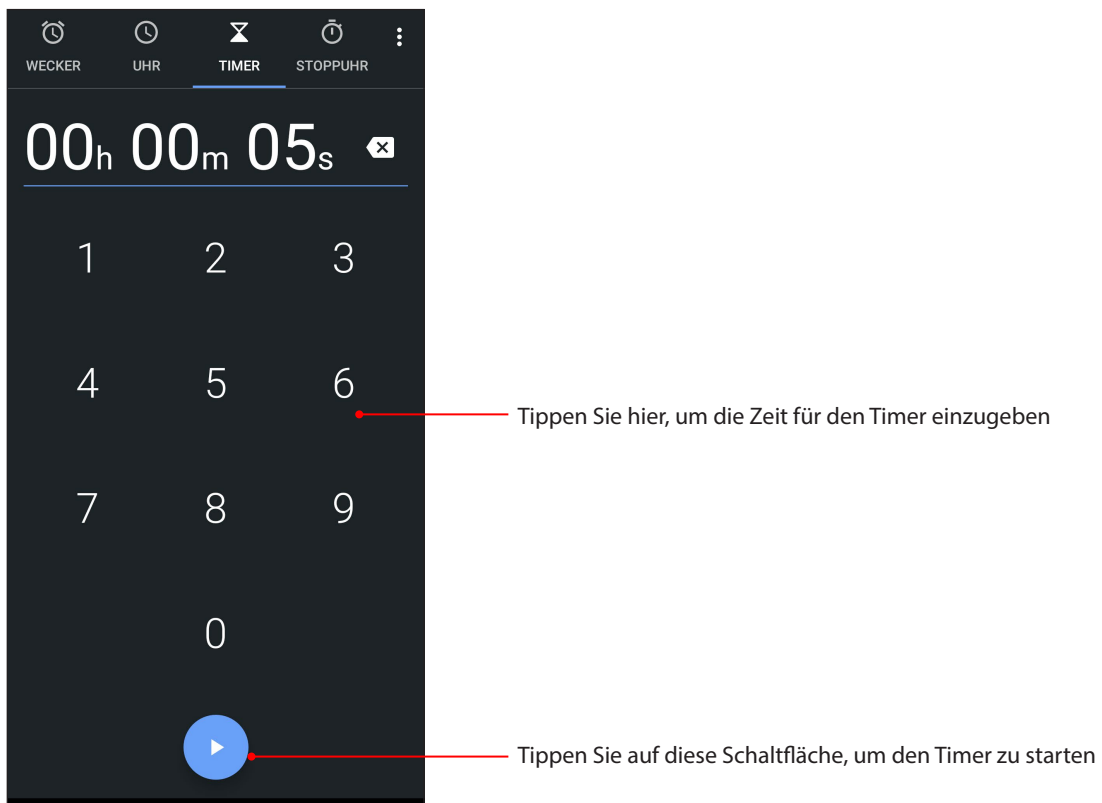 WECKER UHR TIMER STOPPUHR
00h 00m 05s
1 2 3
4 5 6
Tippen Sie hier, um die Zeit für den Timer einzugeben
7 8 9
0
Tippen Sie auf diese Schaltfläche, um den Timer zu starten